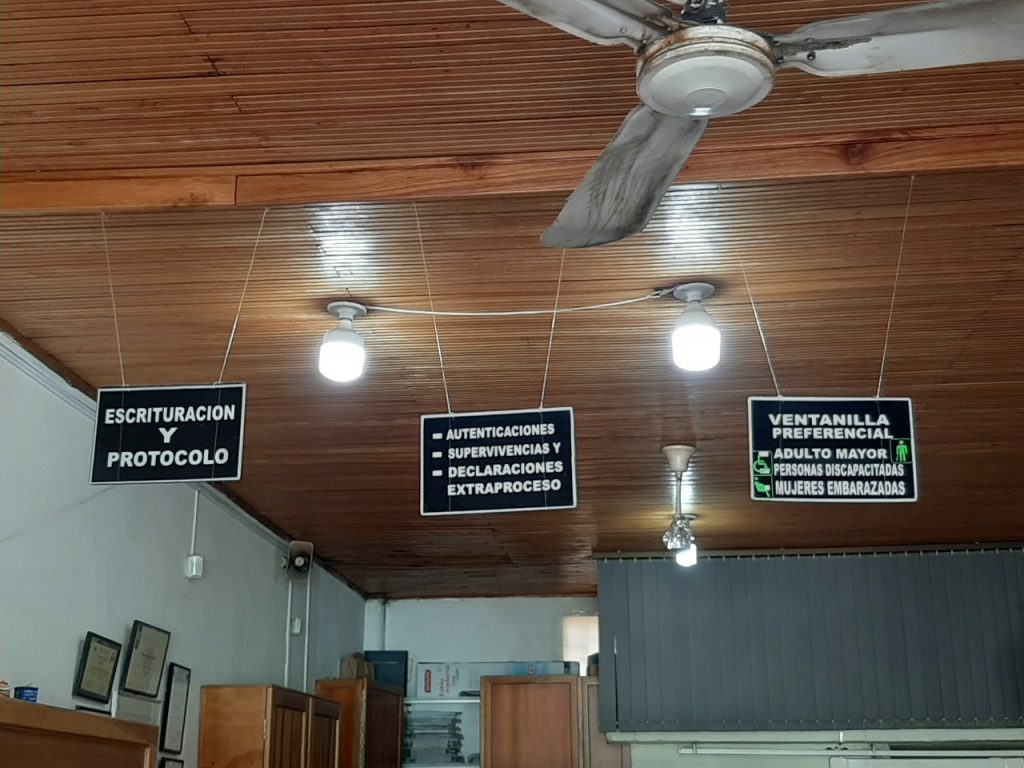 ESCRITURACION
Y
PROTOCOLO
- AUTENTICACIONES
- SUPERVIVENCIAS Y
- DECLARACIONES
EXTRAPROCESO
VENTANILLA
PREFERENCIAL
ADULTO MAYOR
PERSONAS DISCAPACITADAS
MUJERES EMBARAZADAS